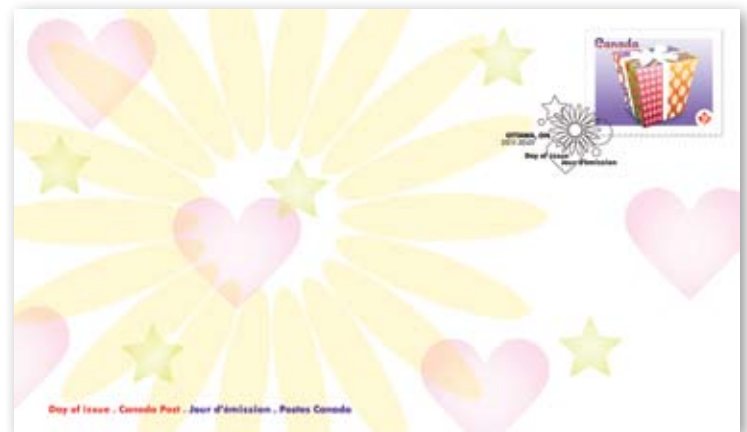 Canada
OTTAWA, ON
Day of Issue
Jour d'émission
Day of Issue . Canada Post . Jour d'émission . Postes Canada